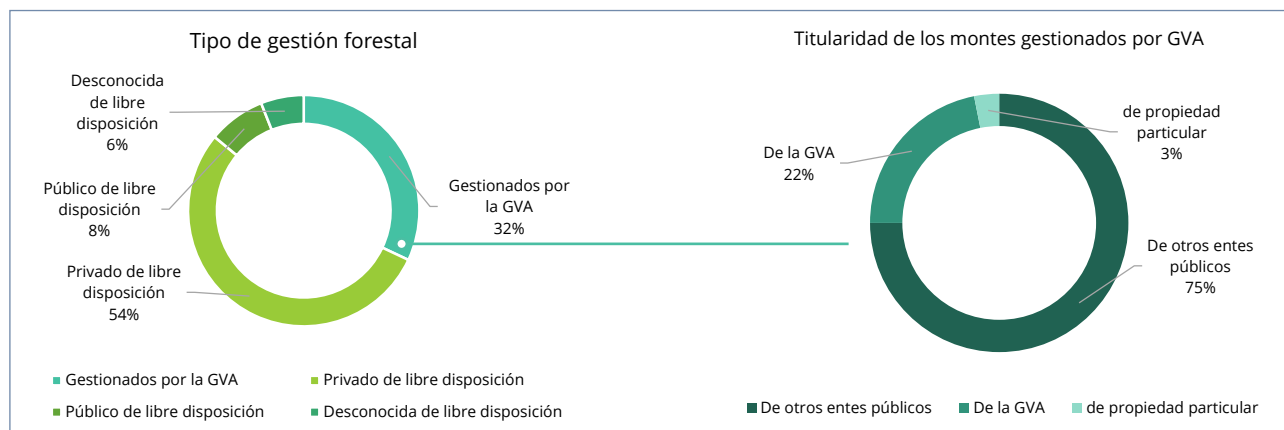 Tipo de gestión forestal
Desconocida
de libre
disposición
6%
Público de libre
disposición
8%
Privado de libre
disposición
54%
Gestionados por
la GVA
32%
Gestionados por la GVA
Privado de libre disposición
Público de libre disposición
Desconocida de libre disposición
Titularidad de los montes gestionados por GVA
de propiedad
particular
3%
De la GVA
22%
De otros entes
públicos
75%
De otros entes públicos
De la GVA
de propiedad particular